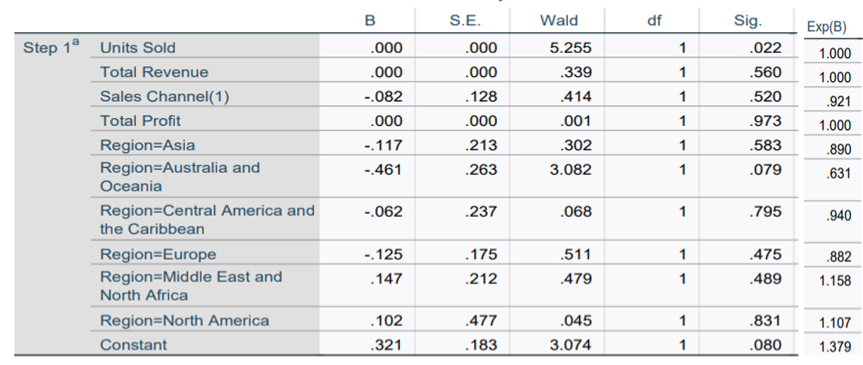 B S.E. Wald df Sig. Exp(B)
Step 1a Units Sold .000 .000 5.255 1 .022 1.000
Total Revenue .000 .000 .339 1 .560 1.000
Sales Channel(1) -.082 .128 .414 1 .520 .921
Total Profit .000 .000 .001 1 .973 1.000
Region=Asia -.117 .213 .302 1 .583 .890
Region=Australia and -.461 .263 3.082 1 .079 .631
Oceania
Region=Central America and -.062 .237 .068 1 .795 .940
the Caribbean
Region=Europe -.125 .175 .511 1 .475 .882
Region=Middle East and .147 .212 .479 1 .489 1.158
North Africa
Region=North America .102 .477 .045 1 .831 1.107
Constant .321 .183 3.074 1 .080 1.379